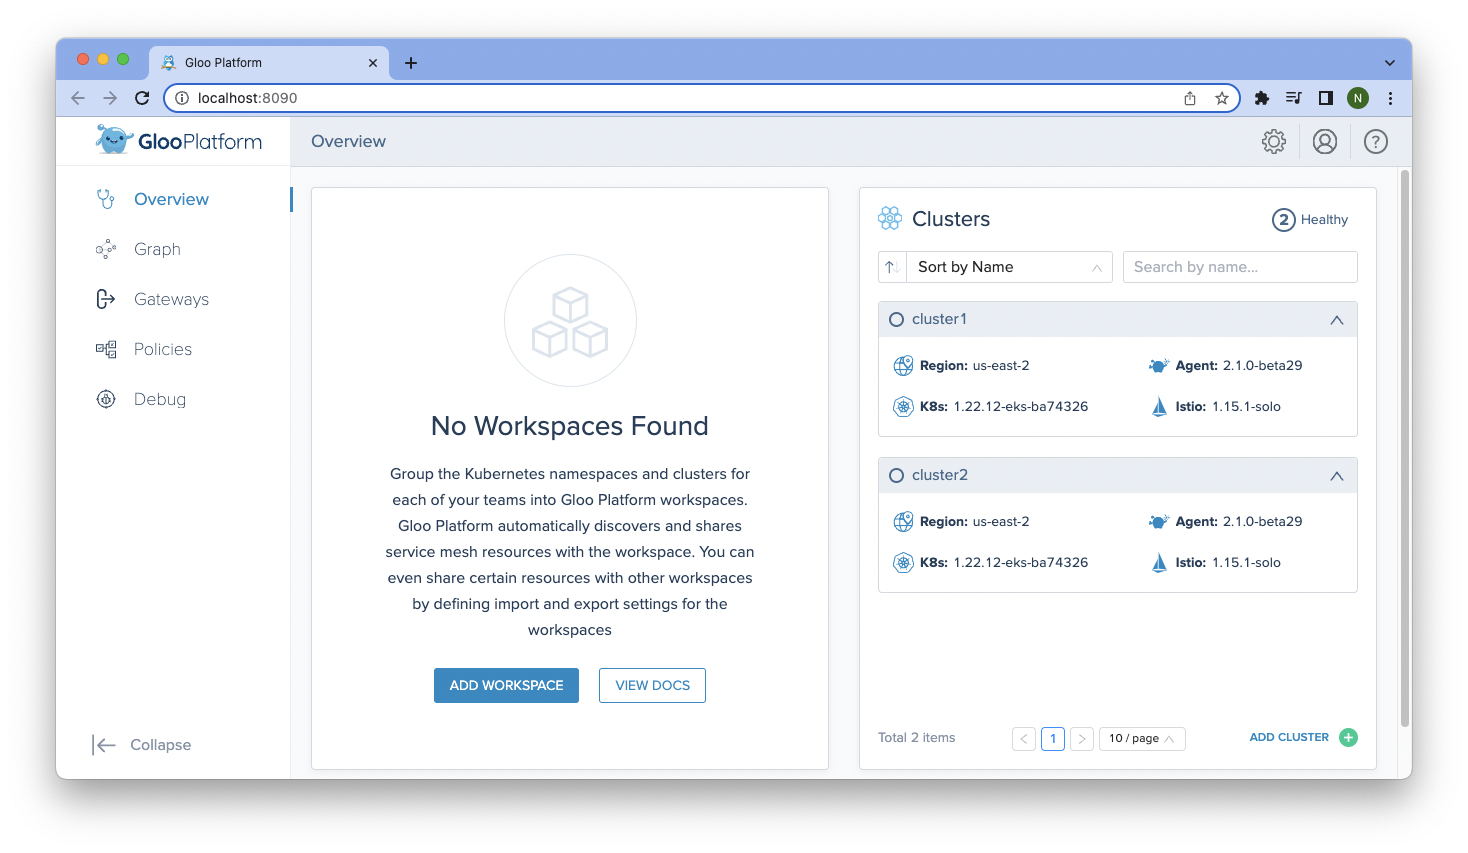 Gloo Platform
localhost:8090
N
GlooPlatform
Overview
?
Overview
Graph
Gateways
Policies
Debug
Collapse
No Workspaces Found
Group the Kubernetes namespaces and clusters for
each of your teams into Gloo Platform workspaces.
Gloo Platform automatically discovers and shares
service mesh resources with the workspace. You can
even share certain resources with other workspaces
by defining import and export settings for the
workspaces
ADD WORKSPACE
VIEW DOCS
Clusters
2 Healthy
Sort by Name
Search by name...
cluster1
Region: us-east-2
Agent: 2.1.0-beta29
K8s: 1.22.12-eks-ba74326
Istio: 1.15.1-solo
cluster2
Region: us-east-2
Agent: 2.1.0-beta29
K8s: 1.22.12-eks-ba74326
Istio: 1.15.1-solo
Total 2 items
1
10 / page
ADD CLUSTER